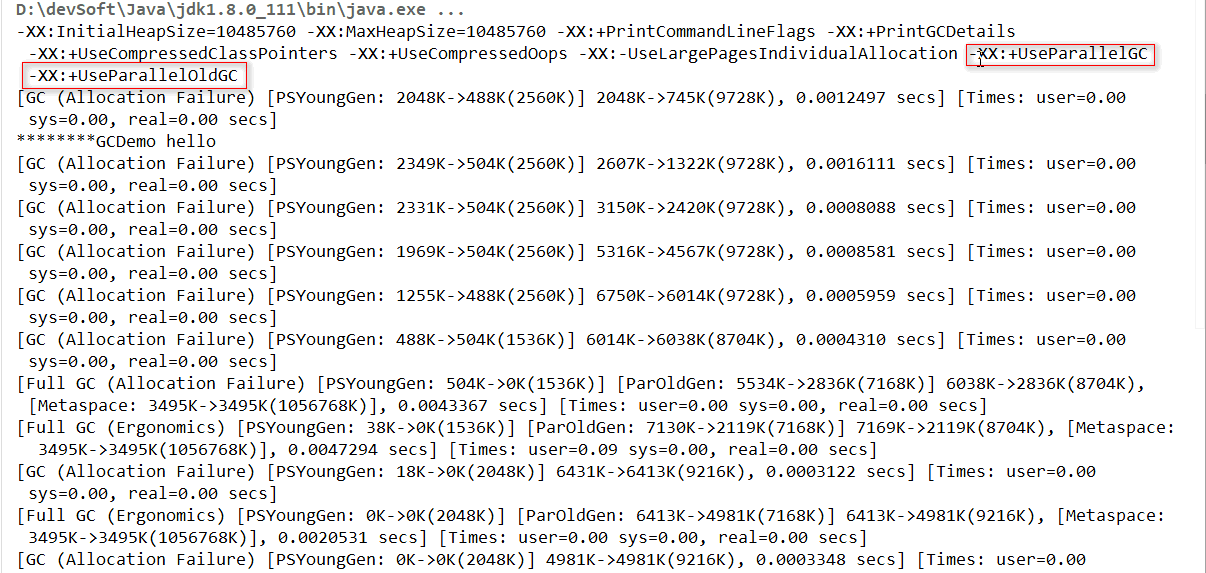 D:\devSoft\Java\jdk1.8.0_111\bin\java.exe ...
-XX:InitialHeapSize=10485760 -XX:MaxHeapSize=10485760 -XX:+PrintCommandLineFlags -XX:+PrintGCDetails
-XX:+UseCompressedClassPointers -XX:+UseCompressedOops -XX:-UseLargePagesIndividualAllocation -XX:+UseParallelGC
-XX:+UseParallelOldGC
[GC (Allocation Failure) [PSYoungGen: 2048K->488K(2560K)] 2048K->745K(9728K), 0.0012497 secs] [Times: user=0.00
sys=0.00, real=0.00 secs]
********GCDemo hello
[GC (Allocation Failure) [PSYoungGen: 2349K->504K(2560K)] 2607K->1322K(9728K), 0.0016111 secs] [Times: user=0.00
sys=0.00, real=0.00 secs]
[GC (Allocation Failure) [PSYoungGen: 2331K->504K(2560K)] 3150K->2420K(9728K), 0.0008088 secs] [Times: user=0.00
sys=0.00, real=0.00 secs]
[GC (Allocation Failure) [PSYoungGen: 1969K->504K(2560K)] 5316K->4567K(9728K), 0.0008581 secs] [Times: user=0.00
sys=0.00, real=0.00 secs]
[GC (Allocation Failure) [PSYoungGen: 1255K->488K(2560K)] 6750K->6014K(9728K), 0.0005959 secs] [Times: user=0.00
sys=0.00, real=0.00 secs]
[GC (Allocation Failure) [PSYoungGen: 488K->504K(1536K)] 6014K->6038K(8704K), 0.0004310 secs] [Times: user=0.00
sys=0.00, real=0.00 secs]
[Full GC (Allocation Failure) [PSYoungGen: 504K->0K(1536K)] [ParOldGen: 5534K->2836K(7168K)] 6038K->2836K(8704K),
[Metaspace: 3495K->3495K(1056768K)], 0.0043367 secs] [Times: user=0.00 sys=0.00, real=0.00 secs]
[Full GC (Ergonomics) [PSYoungGen: 38K->0K(1536K)] [ParOldGen: 7130K->2119K(7168K)] 7169K->2119K(8704K), [Metaspace:
3495K->3495K(1056768K)], 0.0047294 secs] [Times: user=0.09 sys=0.00, real=0.00 secs]
[GC (Allocation Failure) [PSYoungGen: 18K->0K(2048K)] 6431K->6413K(9216K), 0.0003122 secs] [Times: user=0.00
sys=0.00, real=0.00 secs]
[Full GC (Ergonomics) [PSYoungGen: 0K->0K(2048K)] [ParOldGen: 6413K->4981K(7168K)] 6413K->4981K(9216K), [Metaspace:
3495K->3495K(1056768K)], 0.0020531 secs] [Times: user=0.00 sys=0.00, real=0.00 secs]
[GC (Allocation Failure) [PSYoungGen: 0K->0K(2048K)] 4981K->4981K(9216K), 0.0003348 secs] [Times: user=0.00